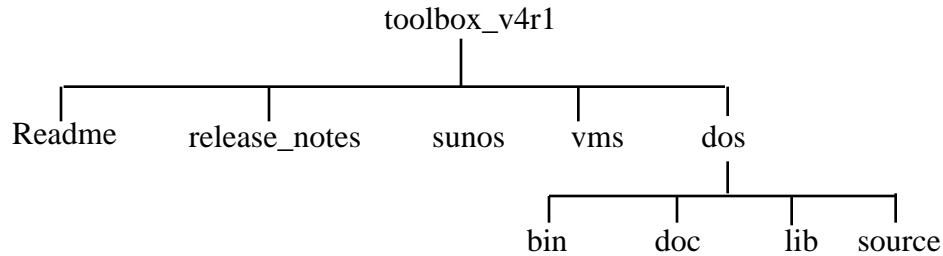 toolbox_v4r1
Readme release_notes sunos vms dos
bin doc lib source